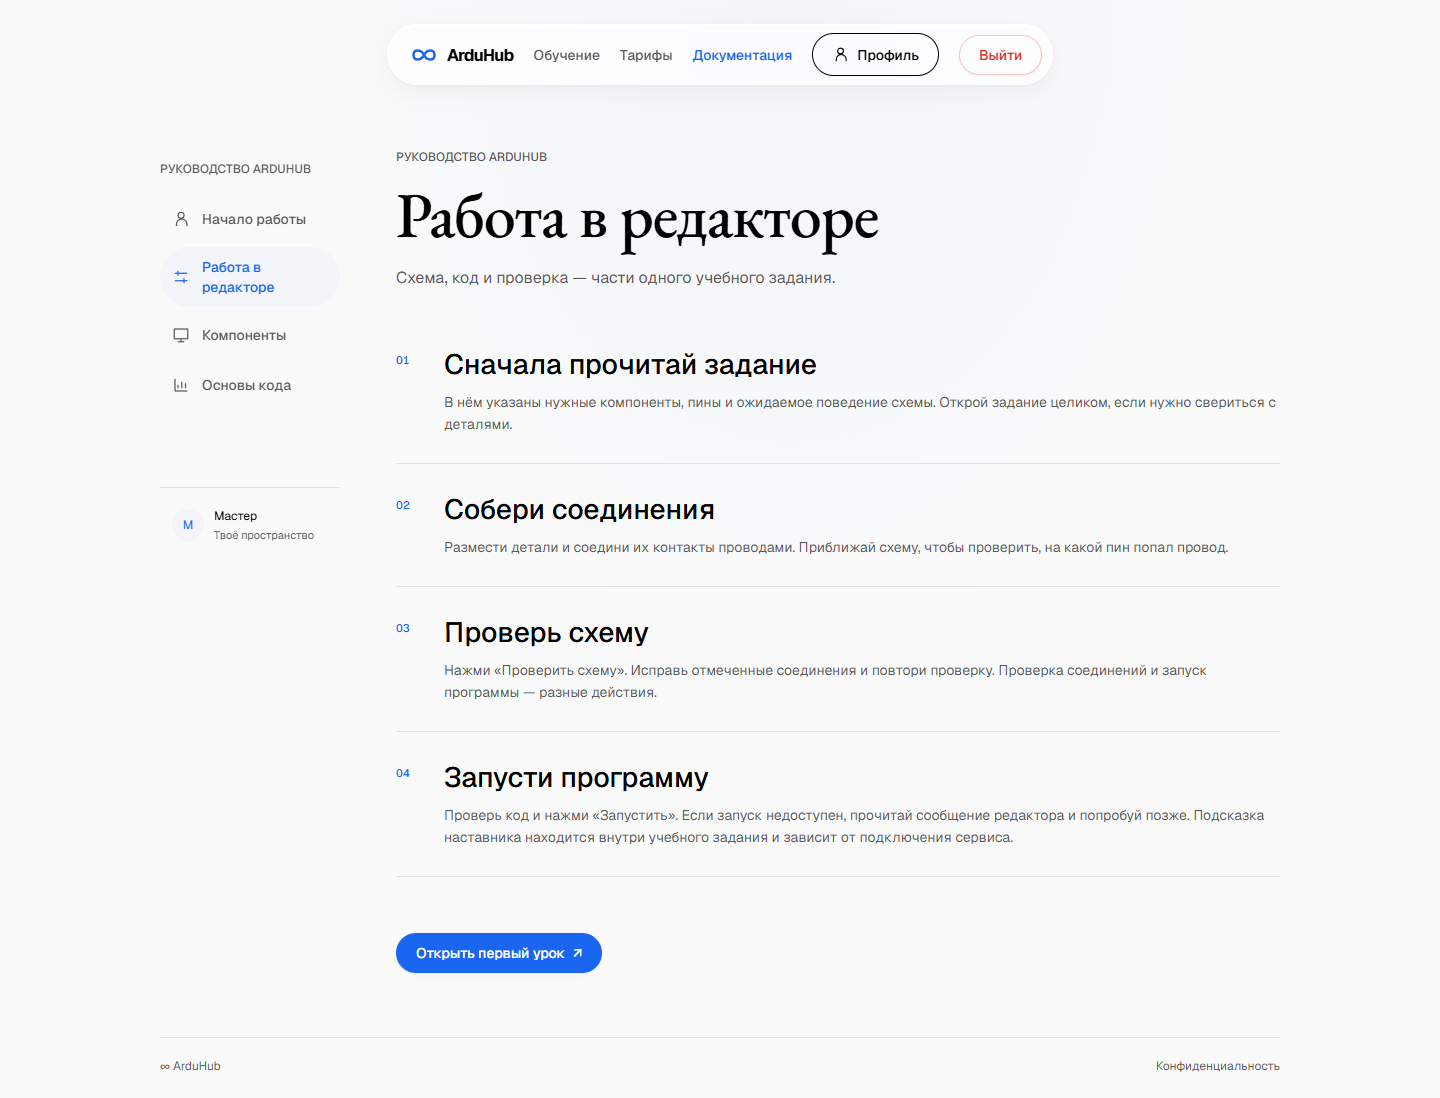 ArduHub Обучение Тарифы Документация Профиль Выйти
РУКОВОДСТВО ARDUHUB
Начало работы
Работа в
редакторе
Компоненты
Основы кода
М
Мастер
Твоё пространство
РУКОВОДСТВО ARDUHUB
Работа в редакторе
Схема, код и проверка — части одного учебного задания.
01
Сначала прочитай задание
В нём указаны нужные компоненты, пины и ожидаемое поведение схемы. Открой задание целиком, если нужно свериться с
деталями.
02
Собери соединения
Размести детали и соедини их контакты проводами. Приближай схему, чтобы проверить, на какой пин попал провод.
03
Проверь схему
Нажми «Проверить схему». Исправь отмеченные соединения и повтори проверку. Проверка соединений и запуск
программы — разные действия.
04
Запусти программу
Проверь код и нажми «Запустить». Если запуск недоступен, прочитай сообщение редактора и попробуй позже. Подсказка
наставника находится внутри учебного задания и зависит от подключения сервиса.
Открыть первый урок
∞ ArduHub
Конфиденциальность